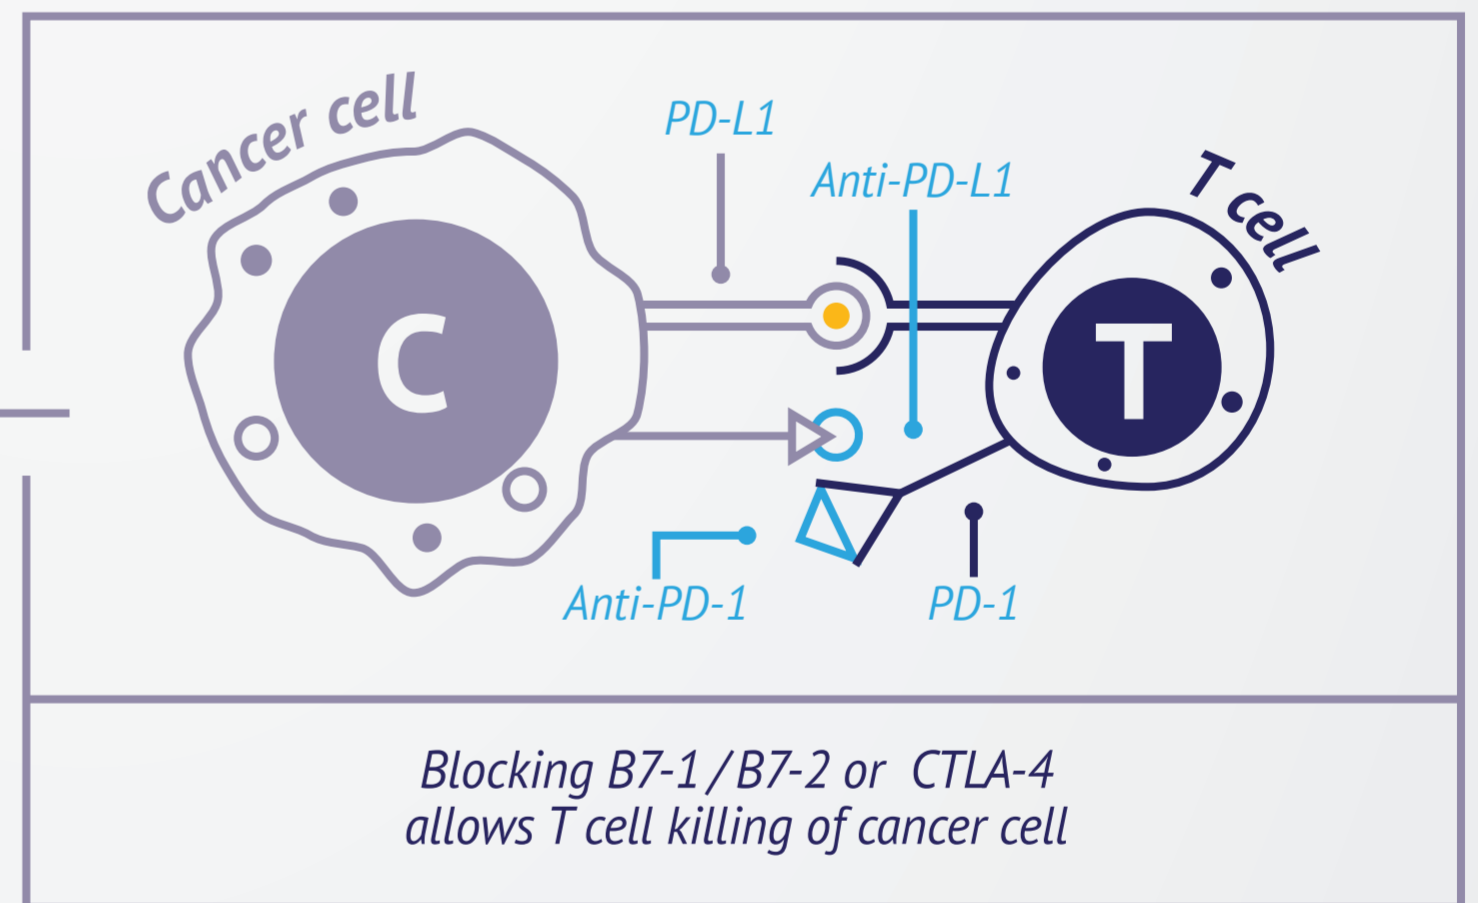 Cancer cell
PD-L1
Anti-PD-L1
T cell
C
T
Anti-PD-1
PD-1
Blocking B7-1/B7-2 or CTLA-4
allows T cell killing of cancer cell